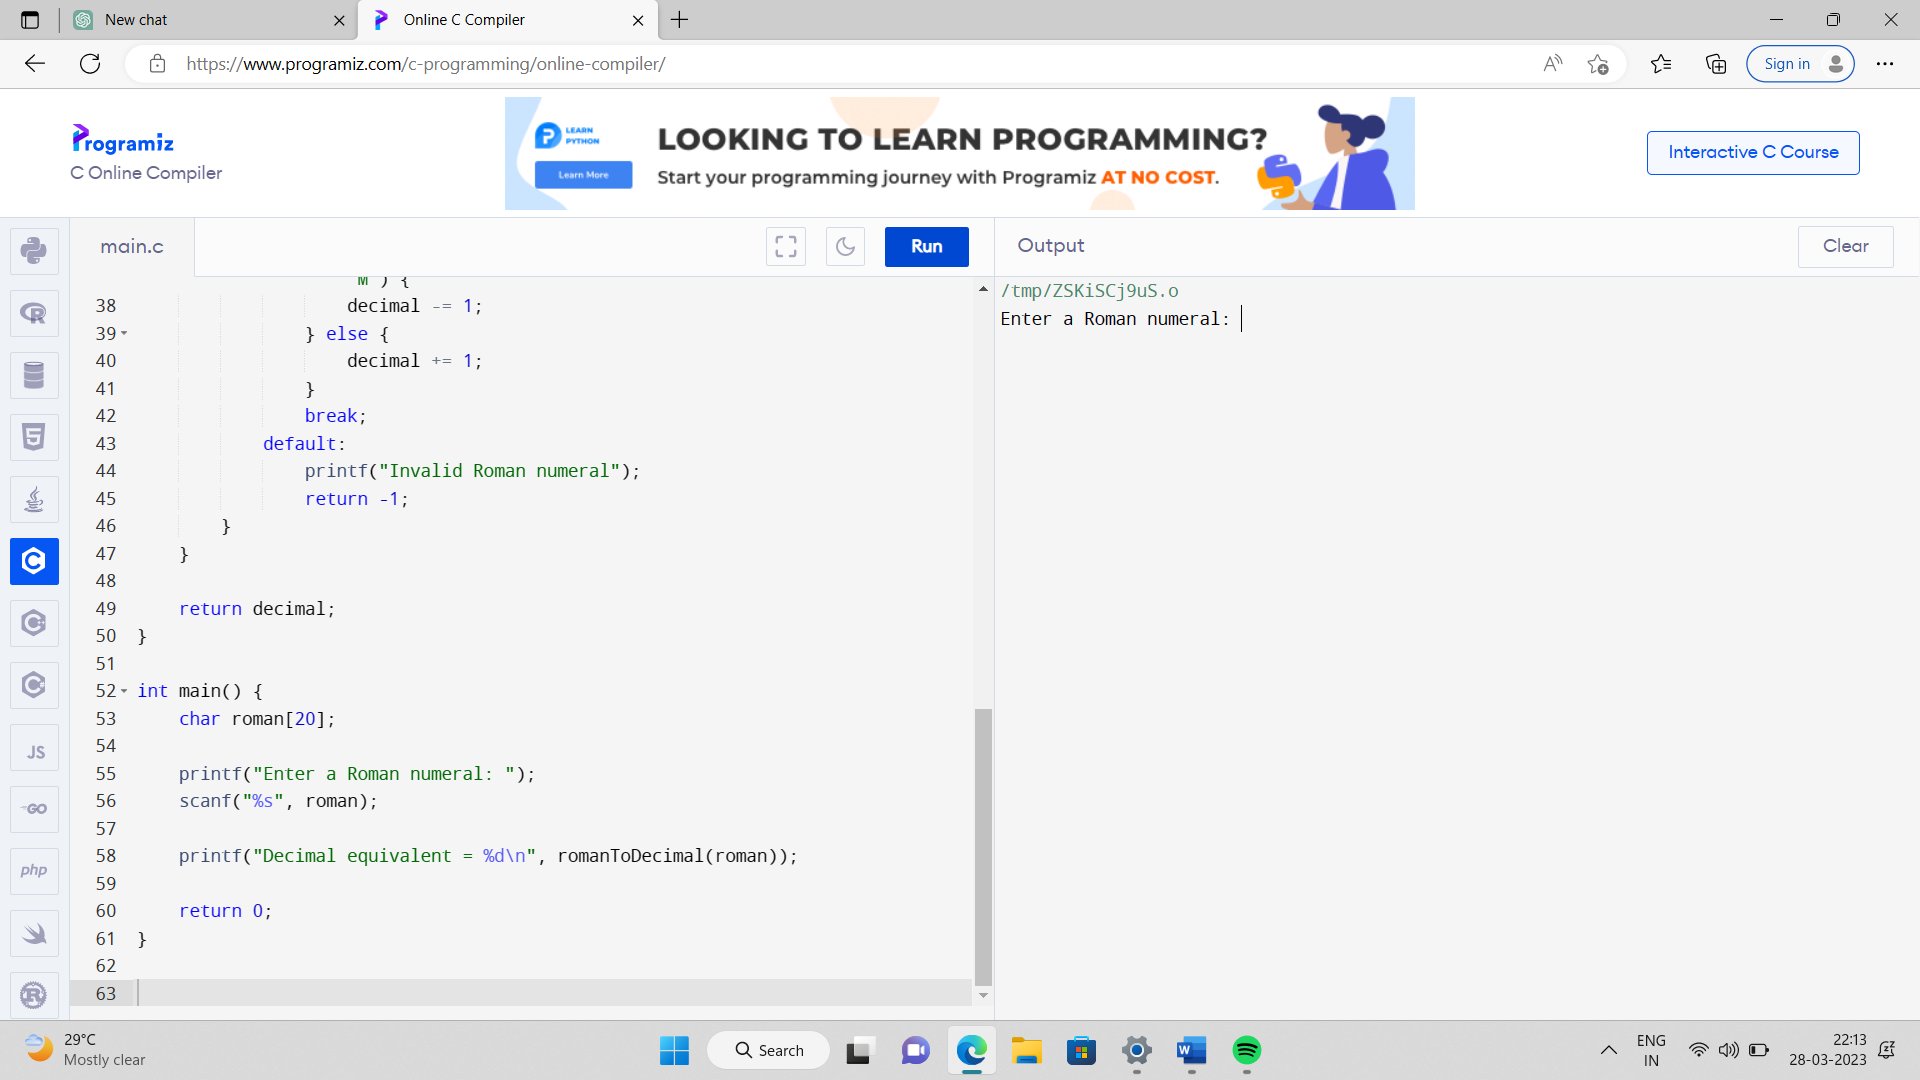 New chat
Online C Compiler
https://www.programiz.com/c-programming/online-compiler/
Sign in
Programiz
C Online Compiler
LEARN
PYTHON
Learn More
LOOKING TO LEARN PROGRAMMING?
Start your programming journey with Programiz AT NO COST.
Interactive C Course
main.c
Run
Output
Clear
M') {
38 decimal -= 1;
39 } else {
40 decimal += 1;
41 }
42 break;
43 default:
44 printf("Invalid Roman numeral");
45 return -1;
46 }
47 }
48
49 return decimal;
50 }
51
52 int main() {
53 char roman[20];
54
55 printf("Enter a Roman numeral: ");
56 scanf("%s", roman);
57
58 printf("Decimal equivalent = %d\n", romanToDecimal(roman));
59
60 return 0;
61 }
62
63
/tmp/ZSKiSCj9uS.o
Enter a Roman numeral:
R
5
C
JS
GO
php
29°C
Mostly clear
Search
W
ENG
IN
22:13
28-03-2023